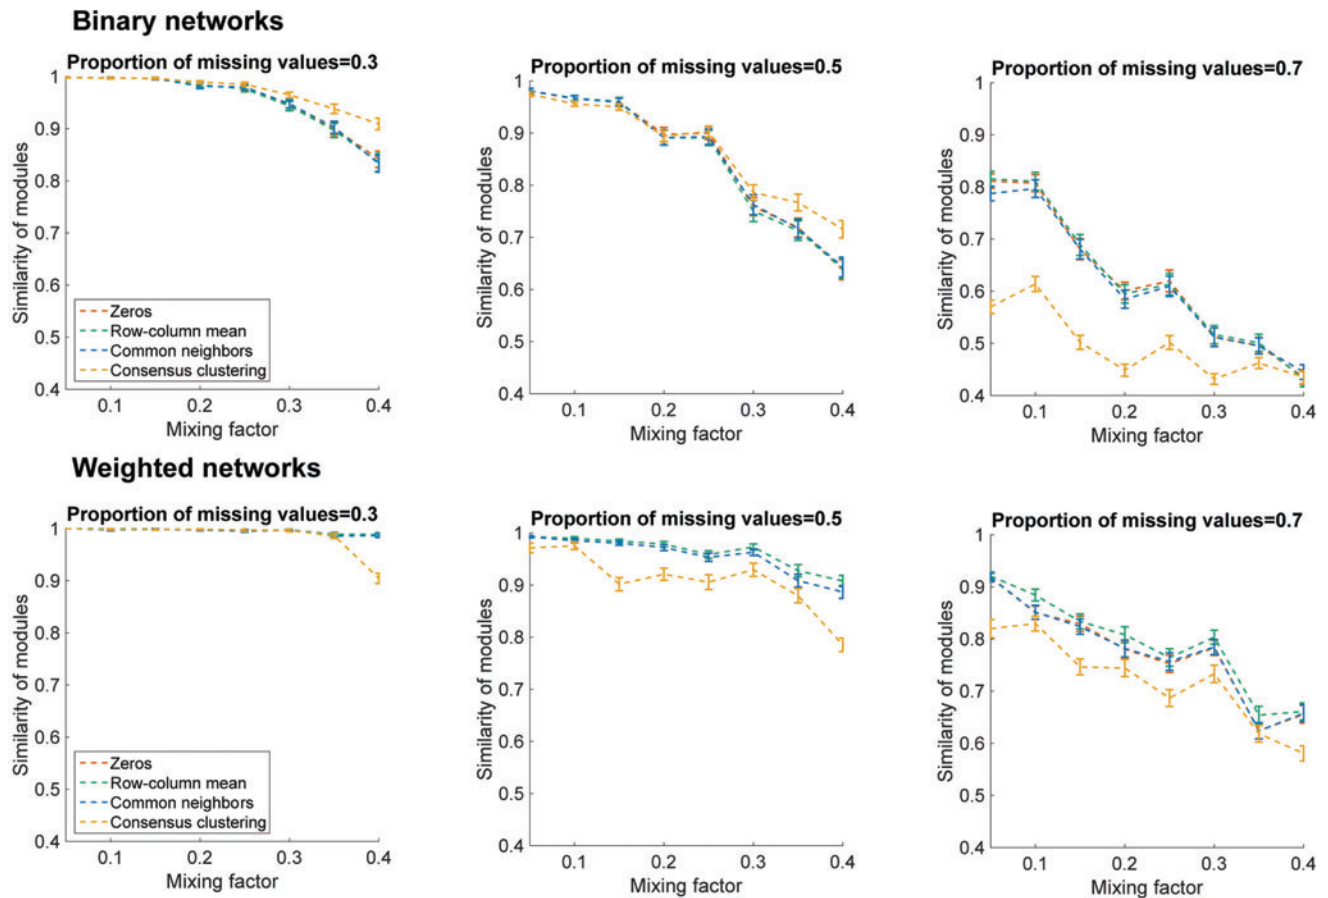 Binary networks
Proportion of missing values=0.3
Similarity of modules
1
0.9
0.8
0.7
0.6
0.5
0.4
0.1
0.2
0.3
0.4
Mixing factor
Zeros
Row-column mean
Common neighbors
Consensus clustering
Proportion of missing values=0.5
Similarity of modules
1
0.9
0.8
0.7
0.6
0.5
0.4
0.1
0.2
0.3
0.4
Mixing factor
Proportion of missing values=0.7
Similarity of modules
1
0.9
0.8
0.7
0.6
0.5
0.4
0.1
0.2
0.3
0.4
Mixing factor
Weighted networks
Proportion of missing values=0.3
Similarity of modules
1
0.9
0.8
0.7
0.6
0.5
0.4
0.1
0.2
0.3
0.4
Mixing factor
Zeros
Row-column mean
Common neighbors
Consensus clustering
Proportion of missing values=0.5
Similarity of modules
1
0.9
0.8
0.7
0.6
0.5
0.4
0.1
0.2
0.3
0.4
Mixing factor
Proportion of missing values=0.7
Similarity of modules
1
0.9
0.8
0.7
0.6
0.5
0.4
0.1
0.2
0.3
0.4
Mixing factor